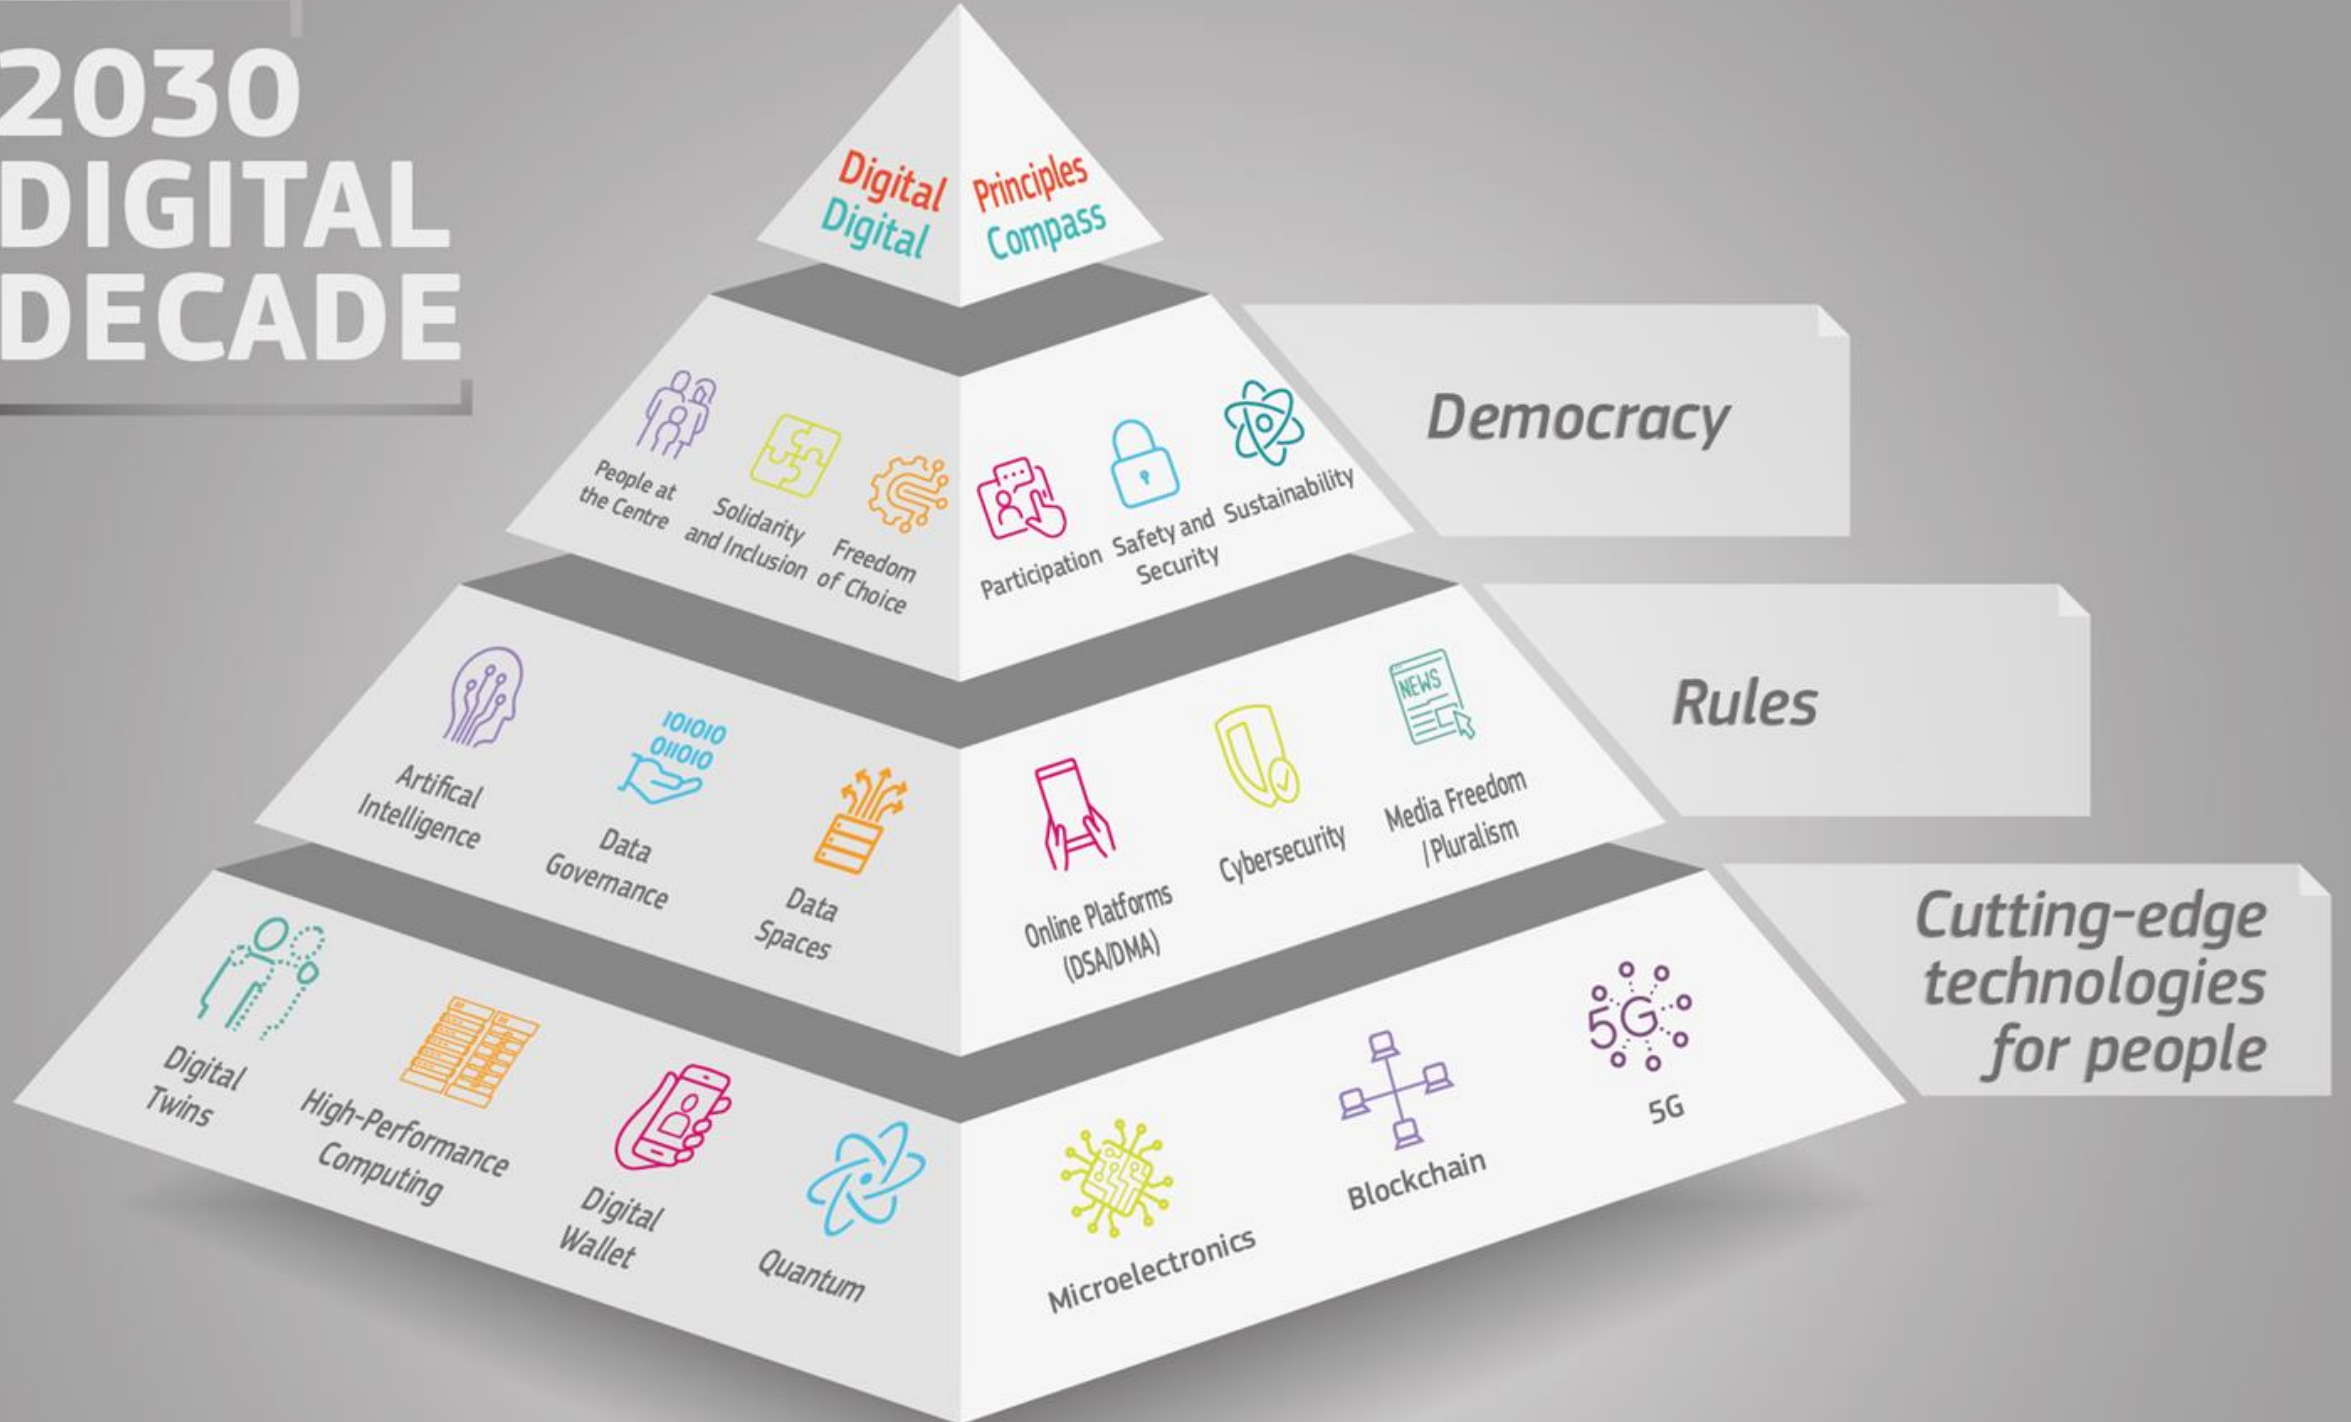 2030
DIGITAL
DECADE
Digital Principles
Digital Compass
People at
the Centre
Solidarity
and Inclusion
Freedom
of Choice
Participation
Safety and
Security
Sustainability
Democracy
Artifical
Intelligence
101010
011010
Data
Governance
Data
Spaces
Online Platforms
(DSA/DMA)
Cybersecurity
NEWS
Media Freedom
/Pluralism
Rules
Digital
Twins
High-Performance
Computing
Digital
Wallet
Quantum
Microelectronics
Blockchain
5G
5G
Cutting-edge
technologies
for people